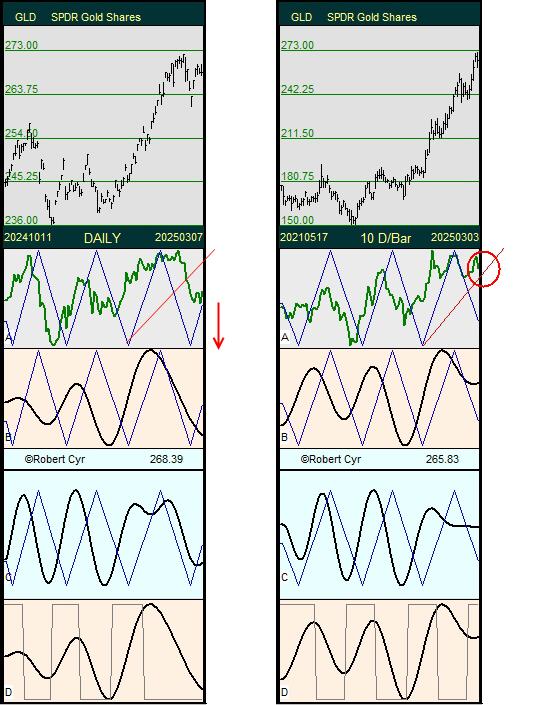 GLD SPDR Gold Shares
273.00
263.75
254.00
245.25
236.00
20241011 DAILY 20250307
A
B
©Robert Cyr 268.39
C
D
GLD SPDR Gold Shares
273.00
242.25
211.50
180.75
150.00
20210517 10 D/Bar 20250303
A
B
©Robert Cyr 265.83
C
D